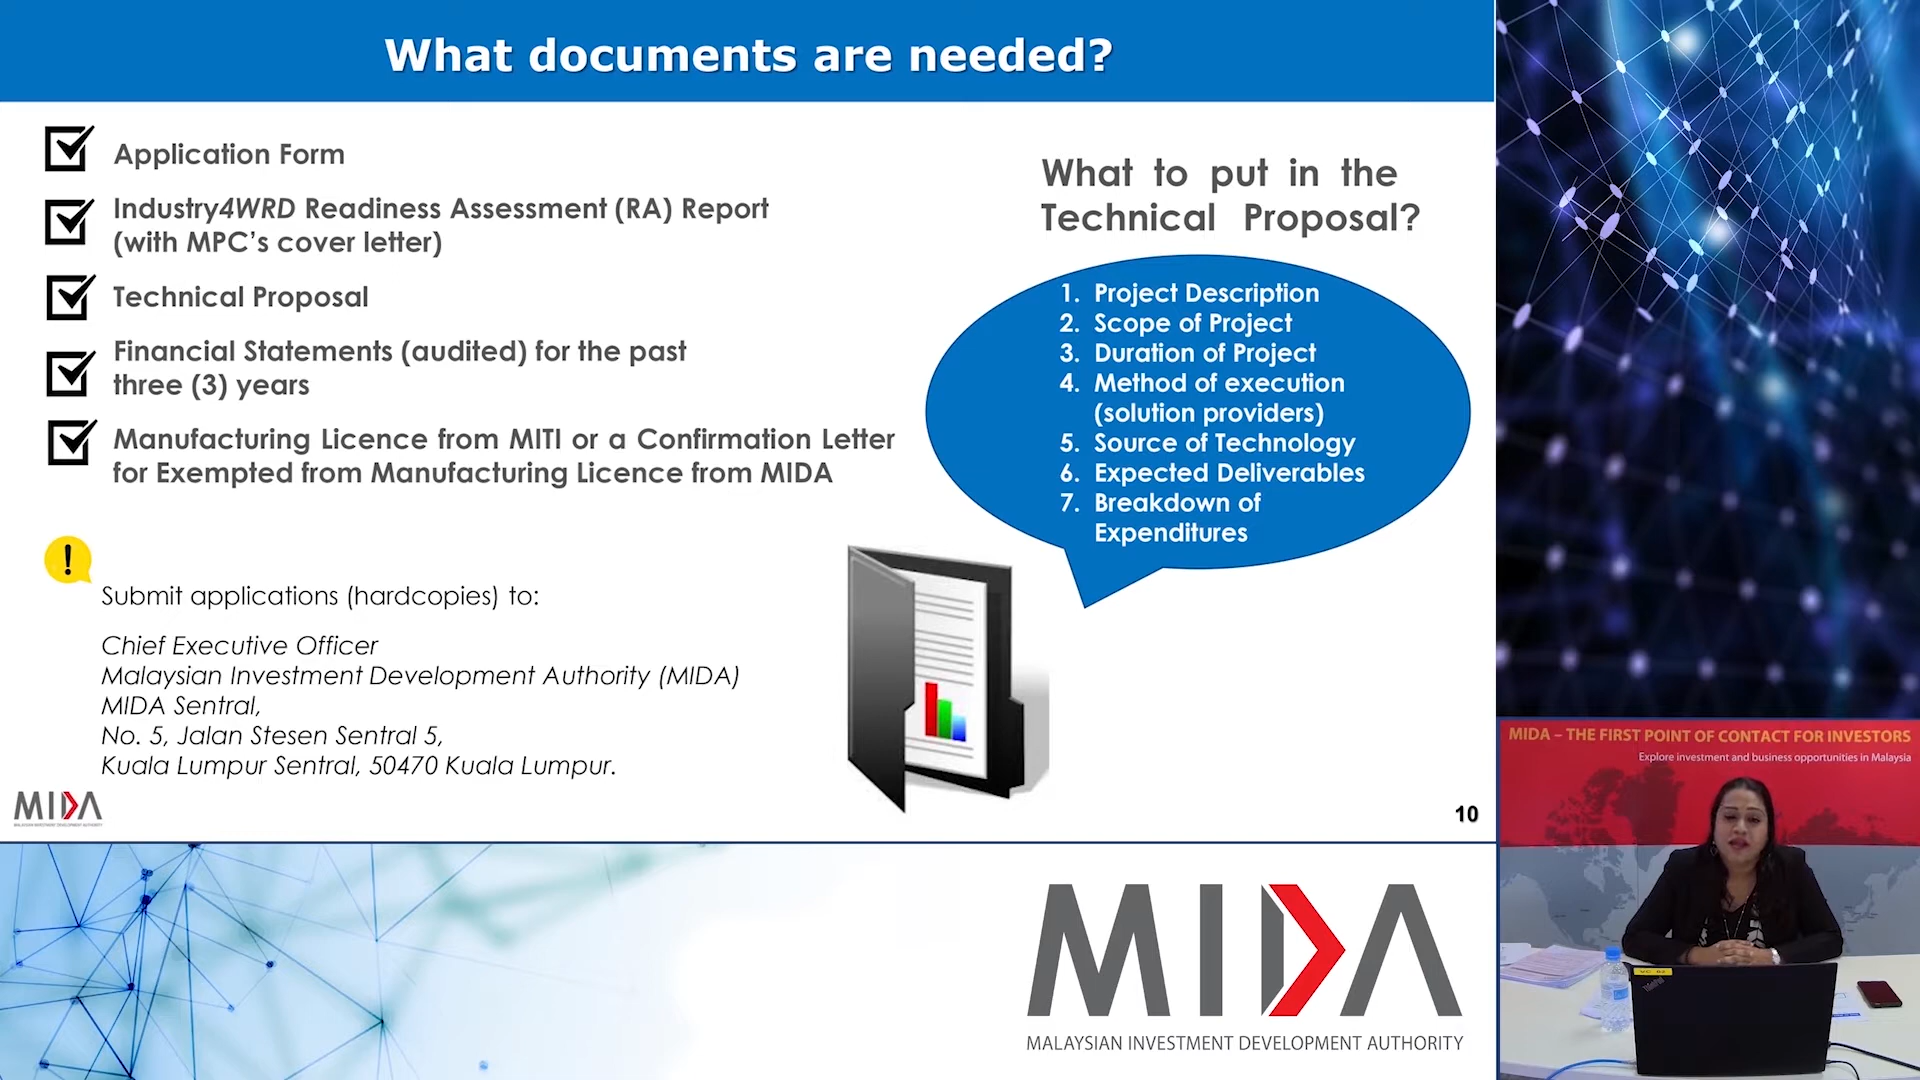 What documents are needed?
Application Form
Industry4WRD Readiness Assessment (RA) Report
(with MPC’s cover letter)
Technical Proposal
Financial Statements (audited) for the past
three (3) years
Manufacturing Licence from MITI or a Confirmation Letter
for Exempted from Manufacturing Licence from MIDA
What to put in the
Technical Proposal?
1. Project Description
2. Scope of Project
3. Duration of Project
4. Method of execution
(solution providers)
5. Source of Technology
6. Expected Deliverables
7. Breakdown of
Expenditures
!
Submit applications (hardcopies) to:
Chief Executive Officer
Malaysian Investment Development Authority (MIDA)
MIDA Sentral,
No. 5, Jalan Stesen Sentral 5,
Kuala Lumpur Sentral, 50470 Kuala Lumpur.
MIDA
MALAYSIAN INVESTMENT DEVELOPMENT AUTHORITY
10
MIDA
MALAYSIAN INVESTMENT DEVELOPMENT AUTHORITY
MIDA – THE FIRST POINT OF CONTACT FOR INVESTORS
Explore investment and business opportunities in Malaysia